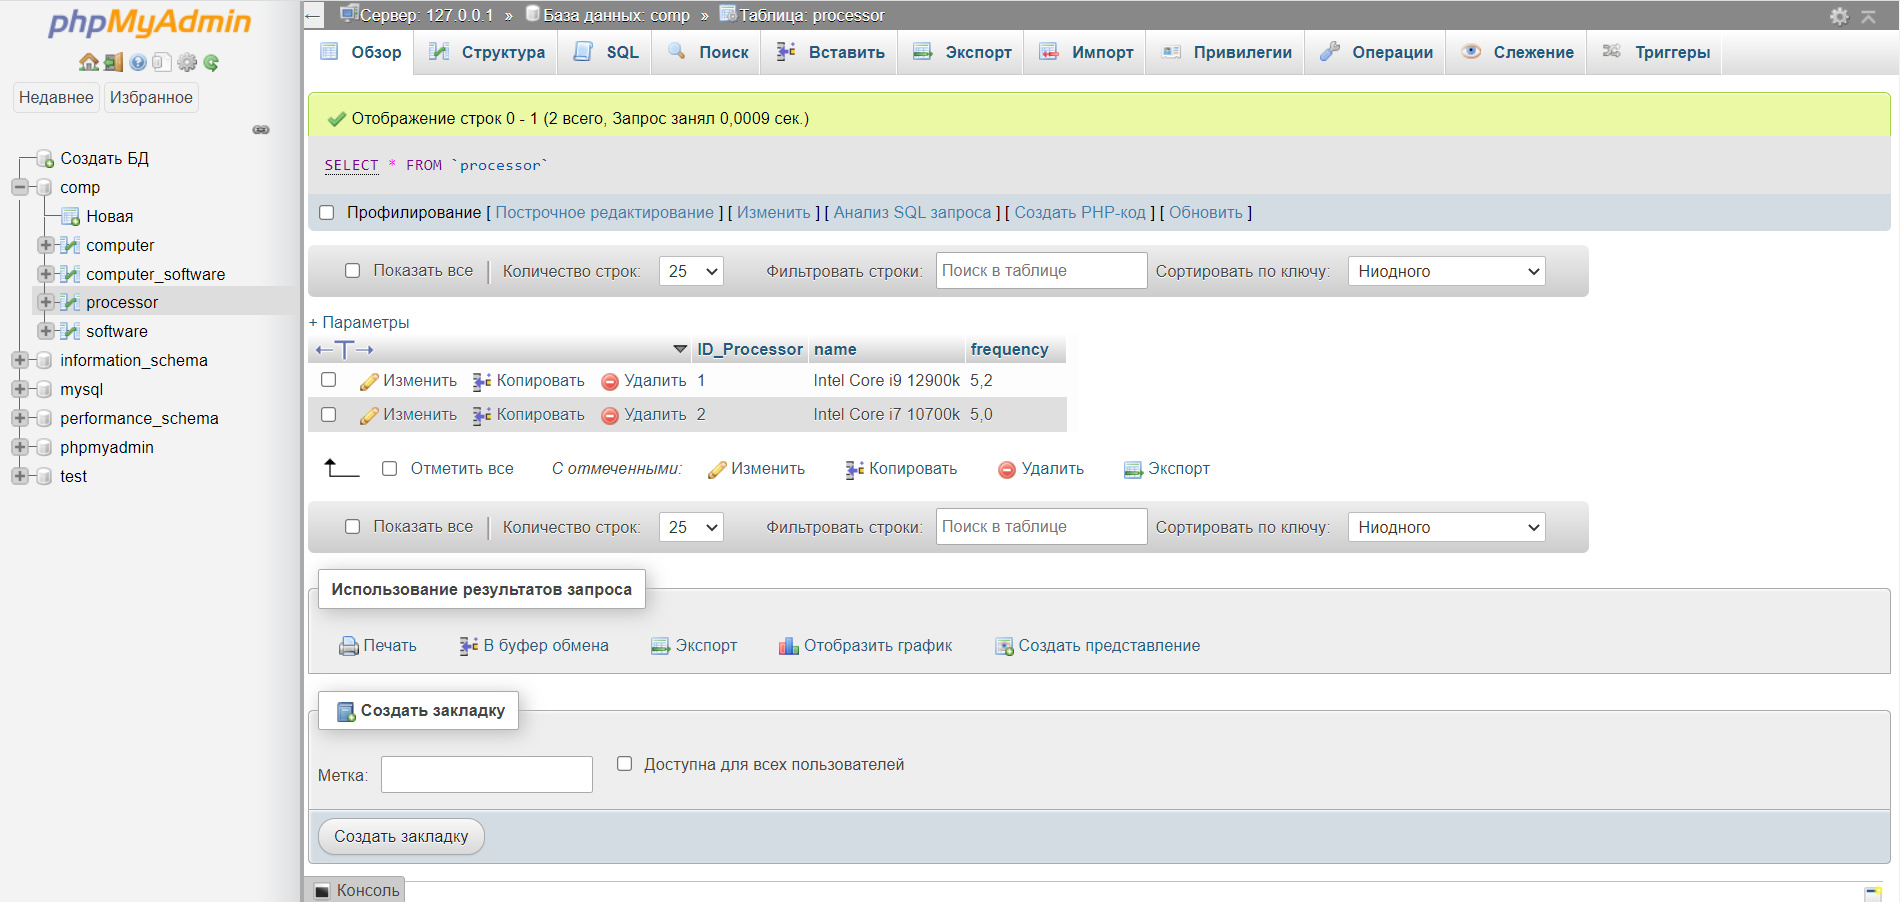 phpMyAdmin
Недавнее Избранное
Создать БД
comp
Новая
computer
computer_software
processor
software
information_schema
mysql
performance_schema
phpmyadmin
test
Сервер: 127.0.0.1 » База данных: comp » Таблица: processor
Обзор Структура SQL Поиск Вставить Экспорт Импорт Привилегии Операции Слежение Триггеры
Отображение строк 0 - 1 (2 всего, Запрос занял 0,0009 сек.)
SELECT * FROM `processor`
Профилирование [ Построчное редактирование ] [ Изменить ] [ Анализ SQL запроса ] [ Создать PHP-код ] [ Обновить ]
Показать все | Количество строк: 25 Фильтровать строки: Поиск в таблице Сортировать по ключу: Ниодного
+ Параметры
←T→ ID_Processor name frequency
Изменить Копировать Удалить 1 Intel Core i9 12900k 5,2
Изменить Копировать Удалить 2 Intel Core i7 10700k 5,0
Отметить все С отмеченными: Изменить Копировать Удалить Экспорт
Показать все | Количество строк: 25 Фильтровать строки: Поиск в таблице Сортировать по ключу: Ниодного
Использование результатов запроса
Печать В буфер обмена Экспорт Отобразить график Создать представление
Создать закладку
Метка: Доступна для всех пользователей
Создать закладку
Консоль